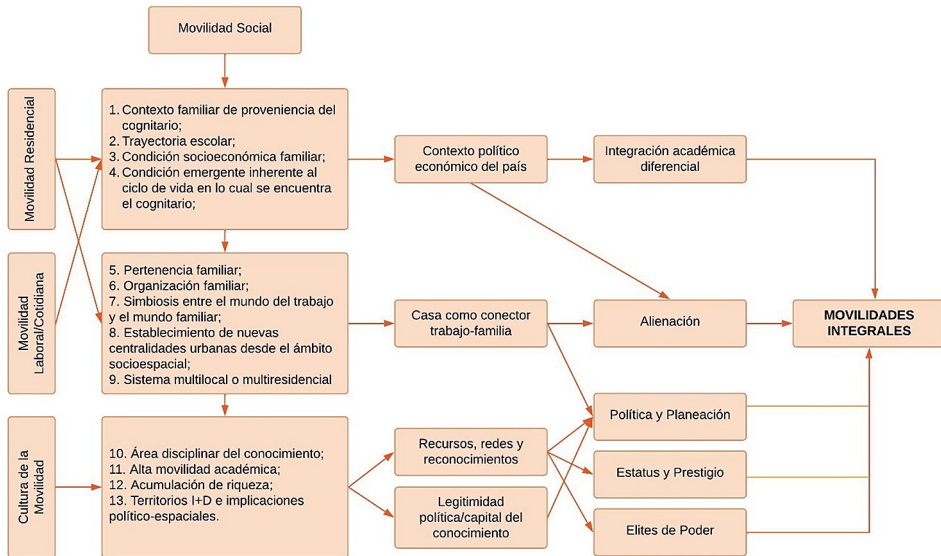 Movilidad Social
Movilidad Residencial
1. Contexto familiar de proveniencia del
cognitario;
2. Trayectoria escolar;
3. Condición socioeconómica familiar;
4. Condición emergente inherente al
ciclo de vida en lo cual se encuentra
el cognitario;
Contexto político
económico del país
Integración académica
diferencial
Movilidad
Laboral/Cotidiana
5. Pertenencia familiar;
6. Organización familiar;
7. Simbiosis entre el mundo del trabajo
y el mundo familiar;
8. Establecimiento de nuevas
centralidades urbanas desde el ámbito
socioespacial;
9. Sistema multilocal o multiresidencial
Casa como conector
trabajo-familia
Alienación
MOVILIDADES
INTEGRALES
Cultura de la
Movilidad
10. Área disciplinar del conocimiento;
11. Alta movilidad académica;
12. Acumulación de riqueza;
13. Territorios I+D e implicaciones
político-espaciales.
Recursos, redes y
reconocimientos
Legitimidad
política/capital del
conocimiento
Política y Planeación
Estatus y Prestigio
Elites de Poder